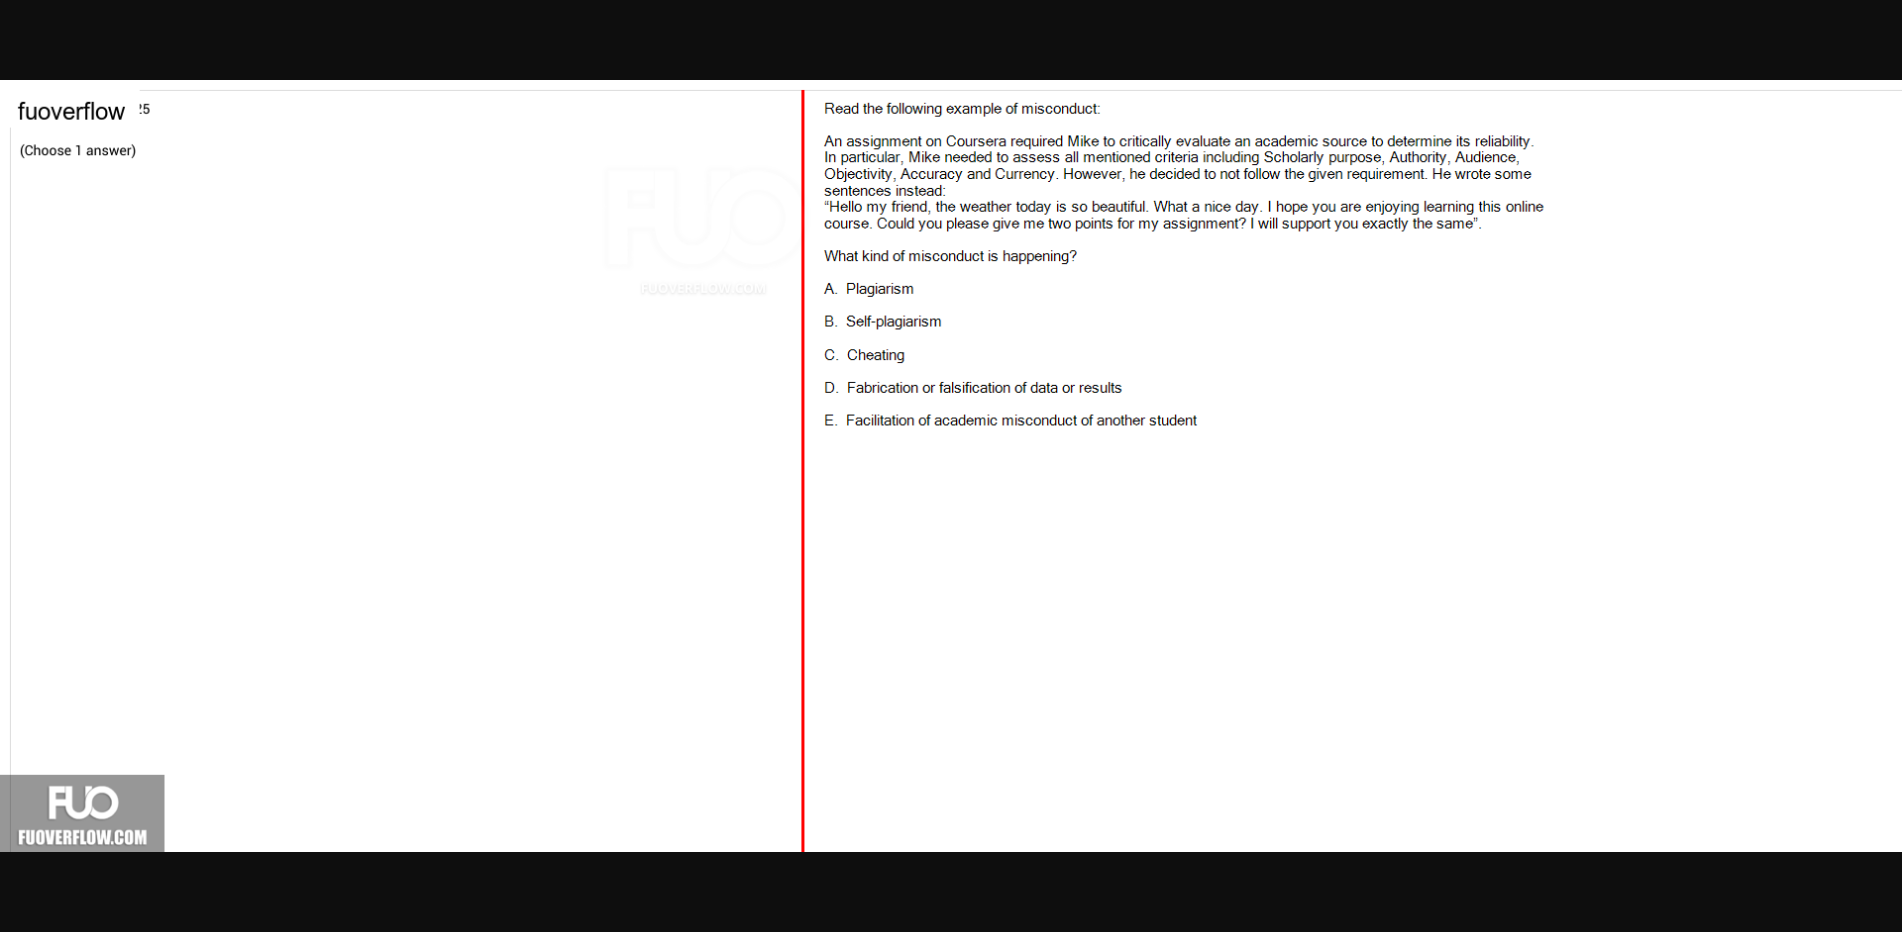 fuoverflow
25
(Choose 1 answer)
FUO
FUOVERFLOW.COM
Read the following example of misconduct:
An assignment on Coursera required Mike to critically evaluate an academic source to determine its reliability.
In particular, Mike needed to assess all mentioned criteria including Scholarly purpose, Authority, Audience,
Objectivity, Accuracy and Currency. However, he decided to not follow the given requirement. He wrote some
sentences instead:
“Hello my friend, the weather today is so beautiful. What a nice day. I hope you are enjoying learning this online
course. Could you please give me two points for my assignment? I will support you exactly the same”.
What kind of misconduct is happening?
A. Plagiarism
B. Self-plagiarism
C. Cheating
D. Fabrication or falsification of data or results
E. Facilitation of academic misconduct of another student
FUO
FUOVERFLOW.COM